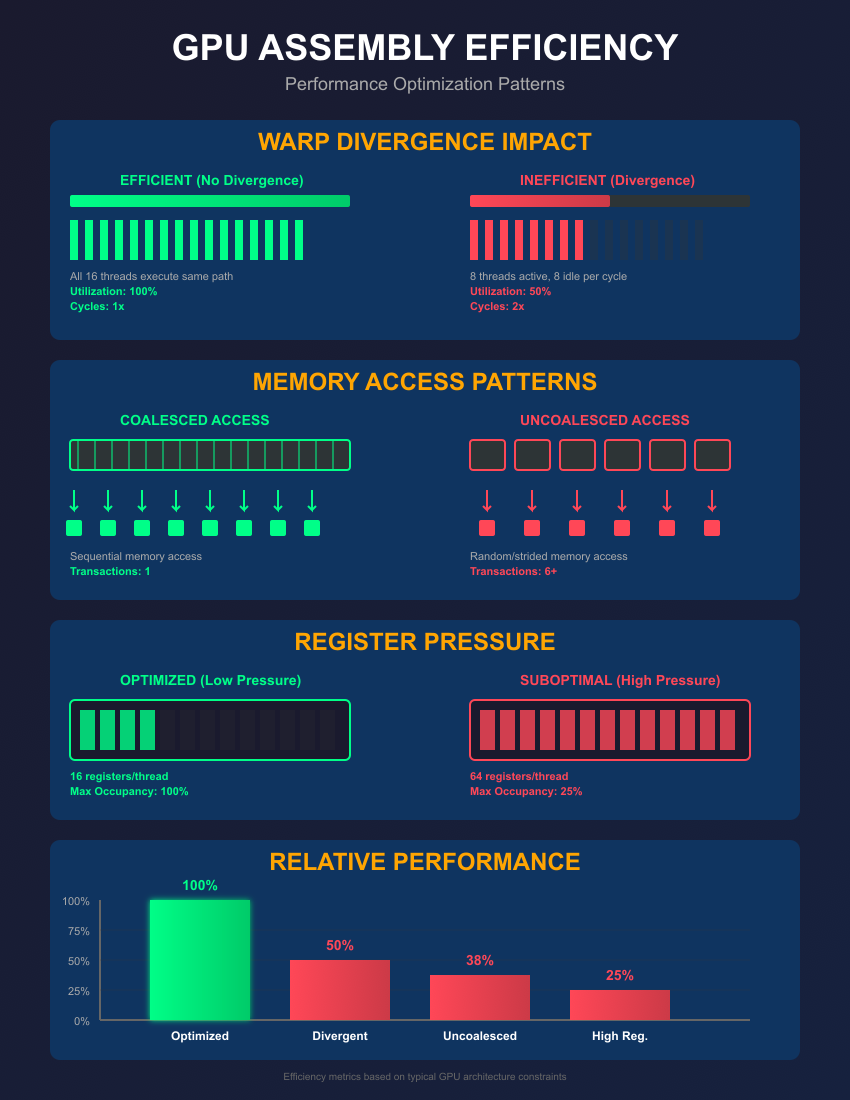 GPU ASSEMBLY EFFICIENCY
Performance Optimization Patterns
WARP DIVERGENCE IMPACT
EFFICIENT (No Divergence)
All 16 threads execute same path
Utilization: 100%
Cycles: 1x
INEFFICIENT (Divergence)
8 threads active, 8 idle per cycle
Utilization: 50%
Cycles: 2x
MEMORY ACCESS PATTERNS
COALESCED ACCESS
Sequential memory access
Transactions: 1
UNCOALESCED ACCESS
Random/strided memory access
Transactions: 6+
REGISTER PRESSURE
OPTIMIZED (Low Pressure)
16 registers/thread
Max Occupancy: 100%
SUBOPTIMAL (High Pressure)
64 registers/thread
Max Occupancy: 25%
RELATIVE PERFORMANCE
100%
75%
50%
25%
0%
100%
50%
38%
25%
Optimized
Divergent
Uncoalesced
High Reg.
Efficiency metrics based on typical GPU architecture constraints